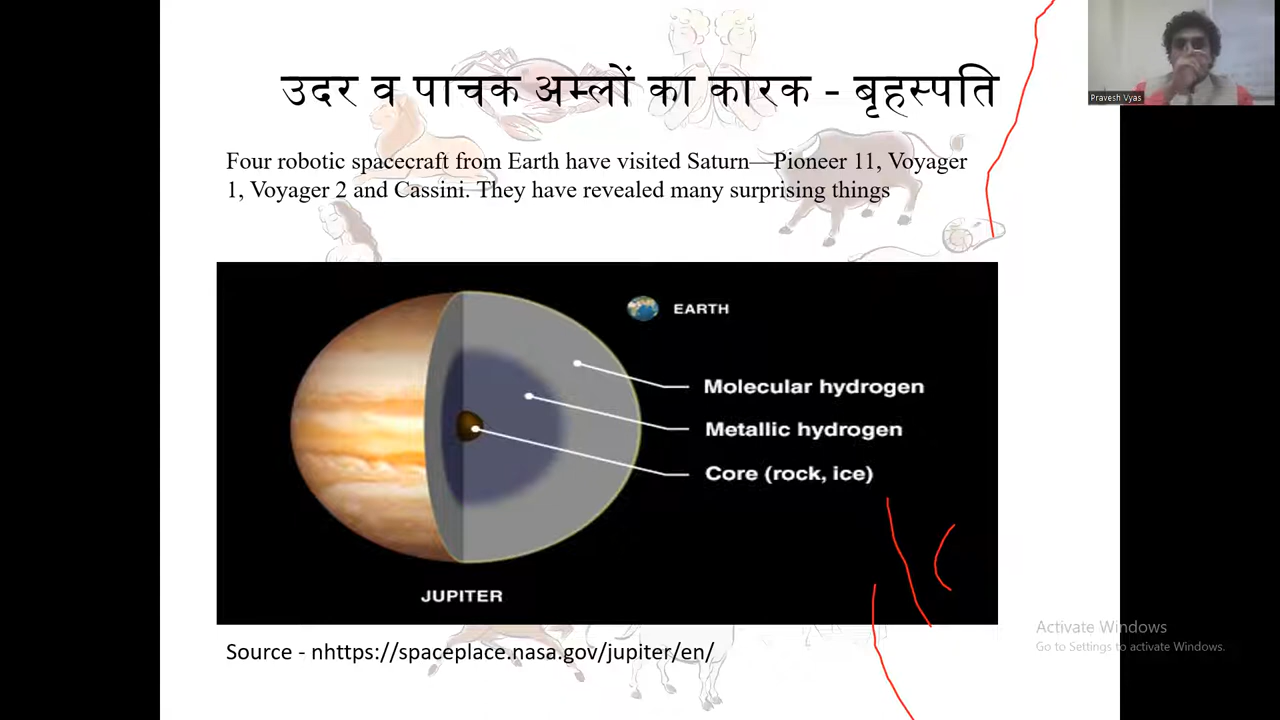 उदर व पाचक अम्लों का कारक - बृहस्पति
Pravesh Vyas
Four robotic spacecraft from Earth have visited Saturn—Pioneer 11, Voyager
1, Voyager 2 and Cassini. They have revealed many surprising things
EARTH
Molecular hydrogen
Metallic hydrogen
Core (rock, ice)
JUPITER
Source - nhttps://spaceplace.nasa.gov/jupiter/en/
Activate Windows
Go to Settings to activate Windows.